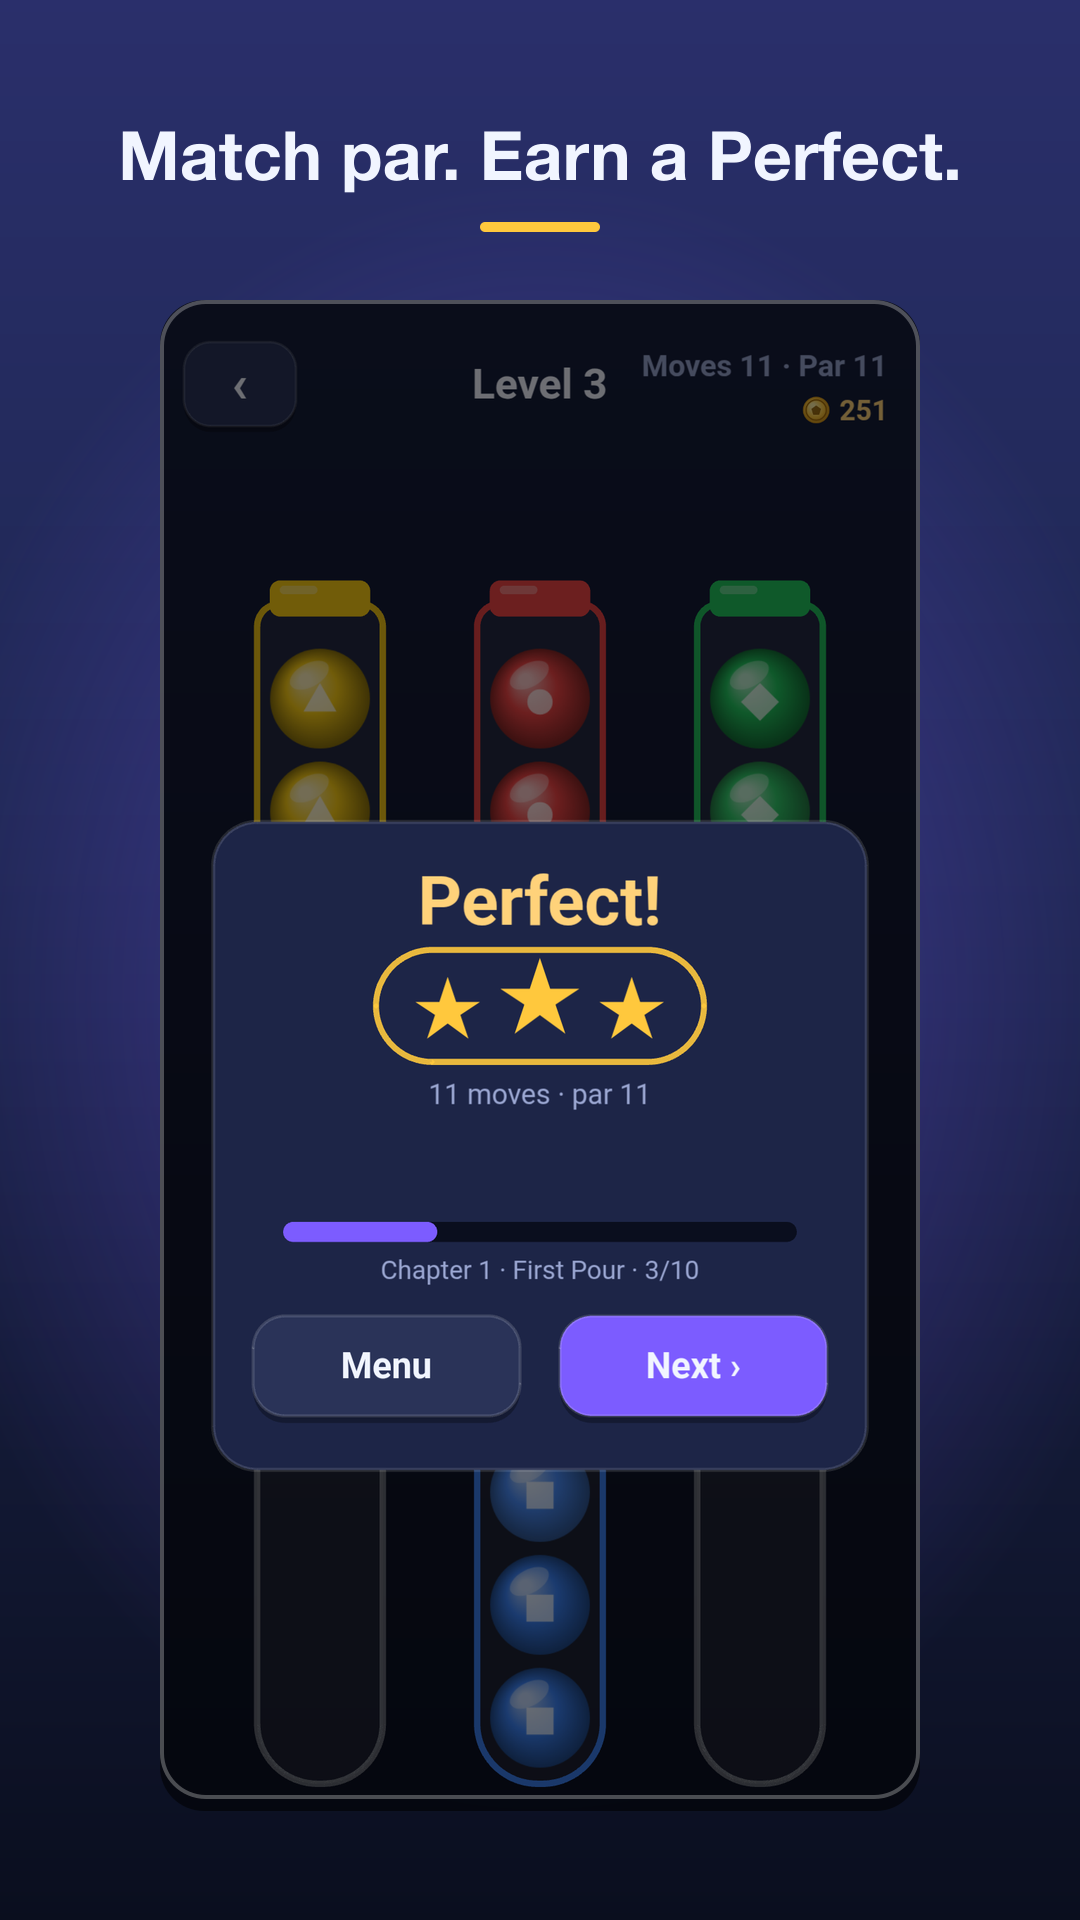 Match par. Earn a Perfect.
‹
Level 3
Moves 11 · Par 11
251
Perfect!
11 moves · par 11
Chapter 1 · First Pour · 3/10
Menu
Next ›